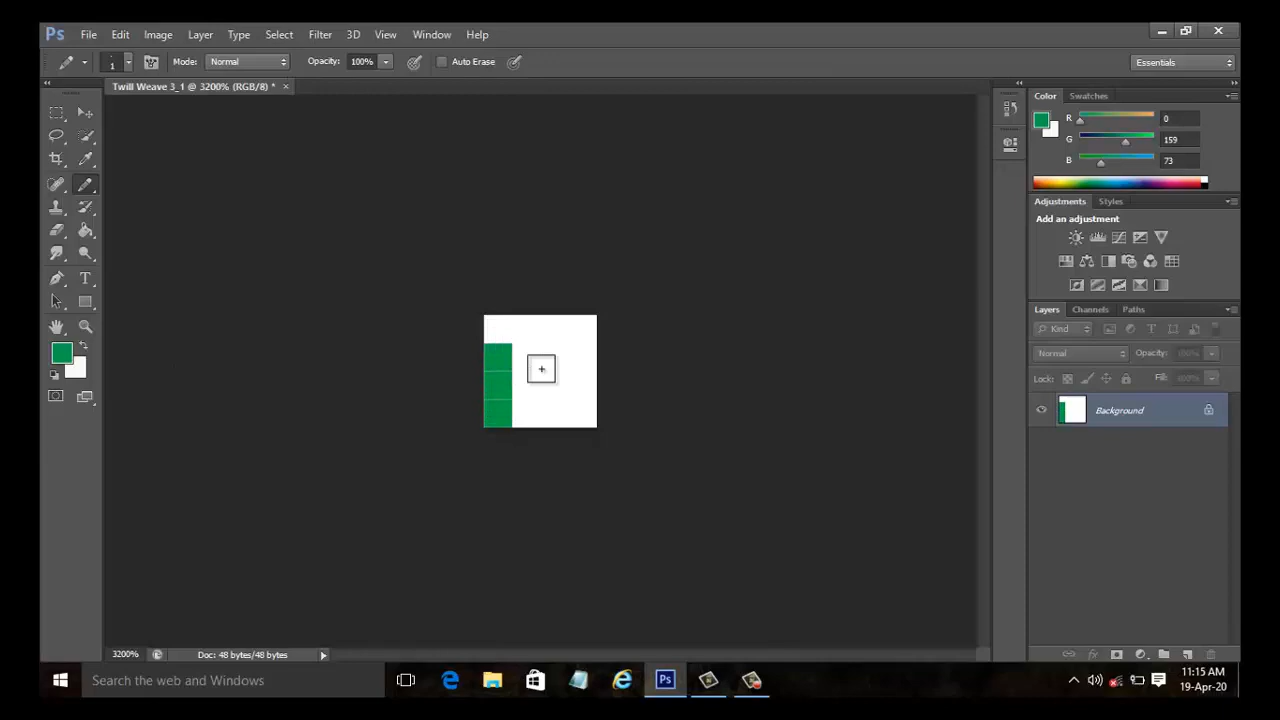 Ps File Edit Image Layer Type Select Filter 3D View Window Help
1 Mode: Normal Opacity: 100% Auto Erase Essentials
Twill Weave 3_1 @ 3200% (RGB/8) * ×
Color Swatches
R 0
G 159
B 73
Adjustments Styles
Add an adjustment
Layers Channels Paths
Kind T
Normal Opacity: 100%
Lock: Fill: 100%
Background
T
3200% Doc: 48 bytes/48 bytes
Search the web and Windows
Ps
11:15 AM
19-Apr-20